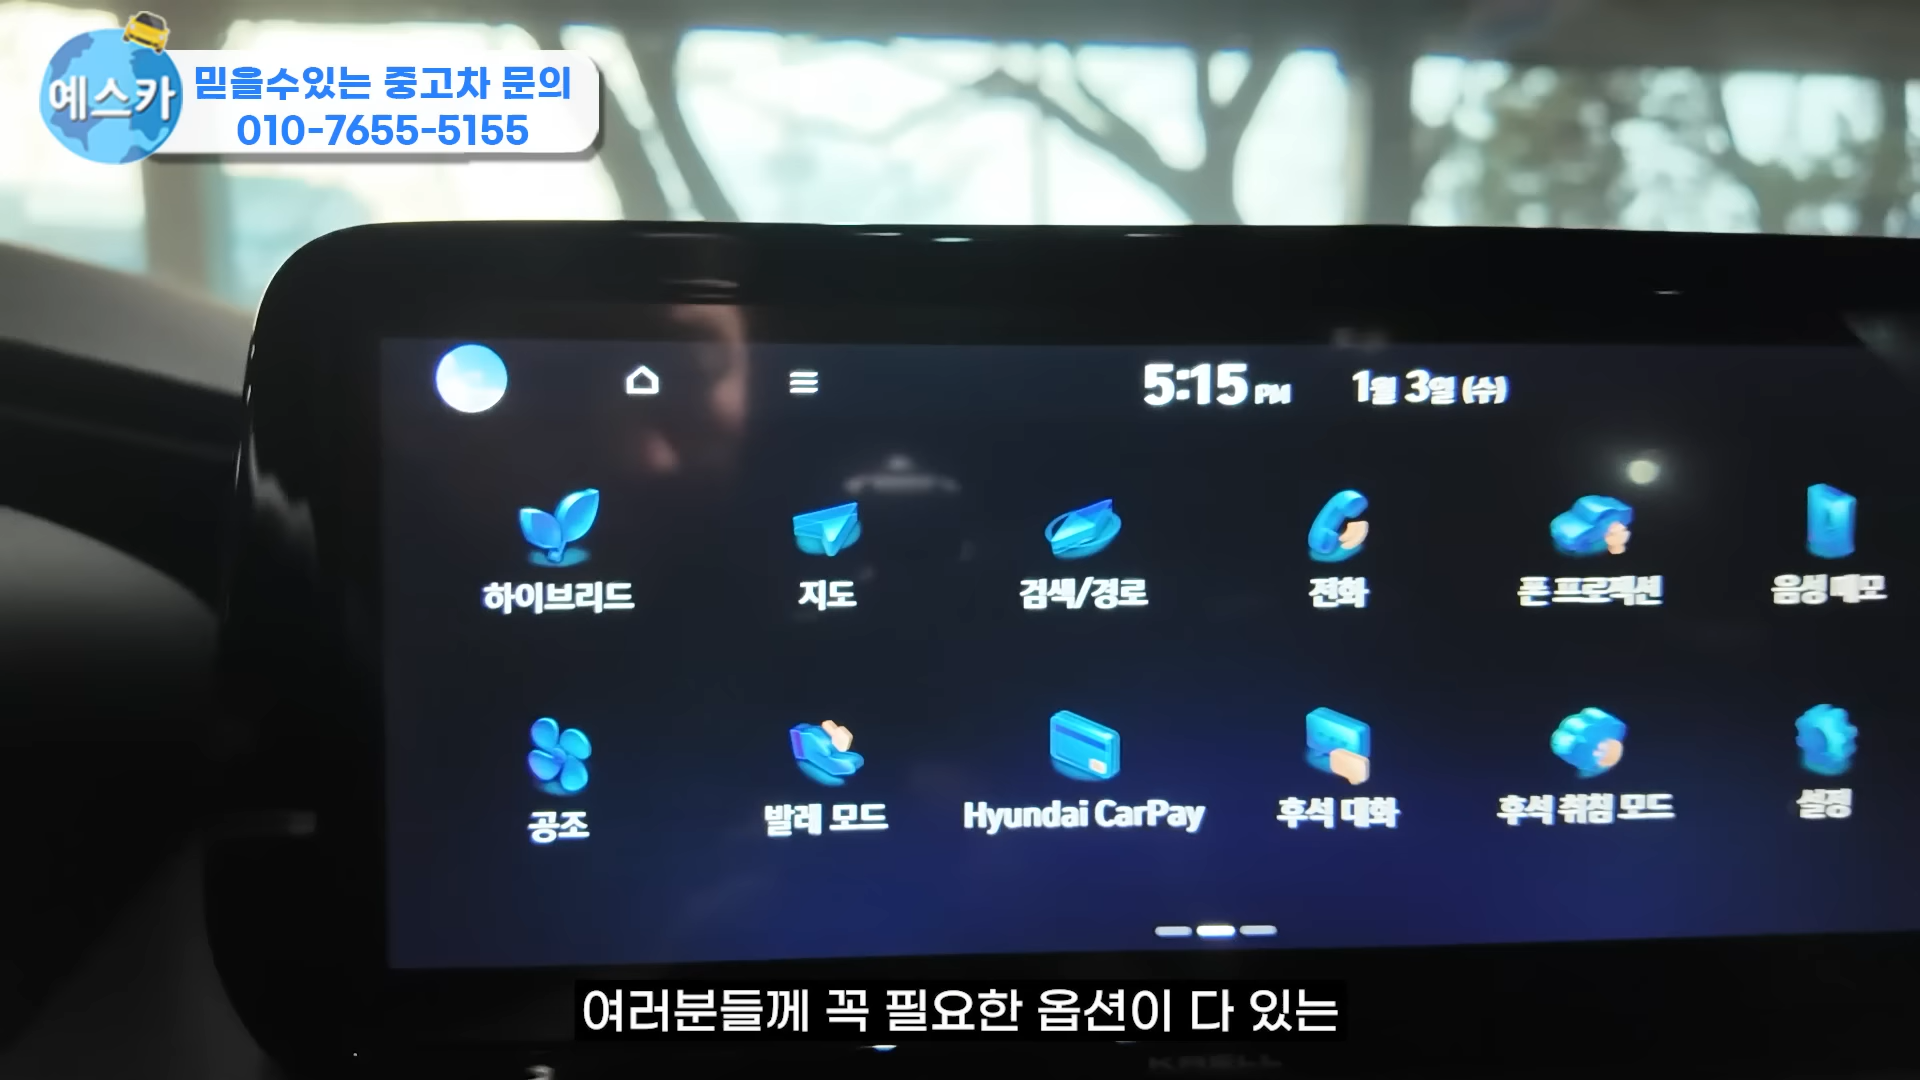 예스카
믿을수있는 중고차 문의
010-7655-5155
5:15 PM 1월 3일 (수)
하이브리드 지도 검색/경로 전화 폰 프로젝션 음성 메모
공조 발레 모드 Hyundai CarPay 후석 대화 후석 취침 모드 설정
여러분들께 꼭 필요한 옵션이 다 있는